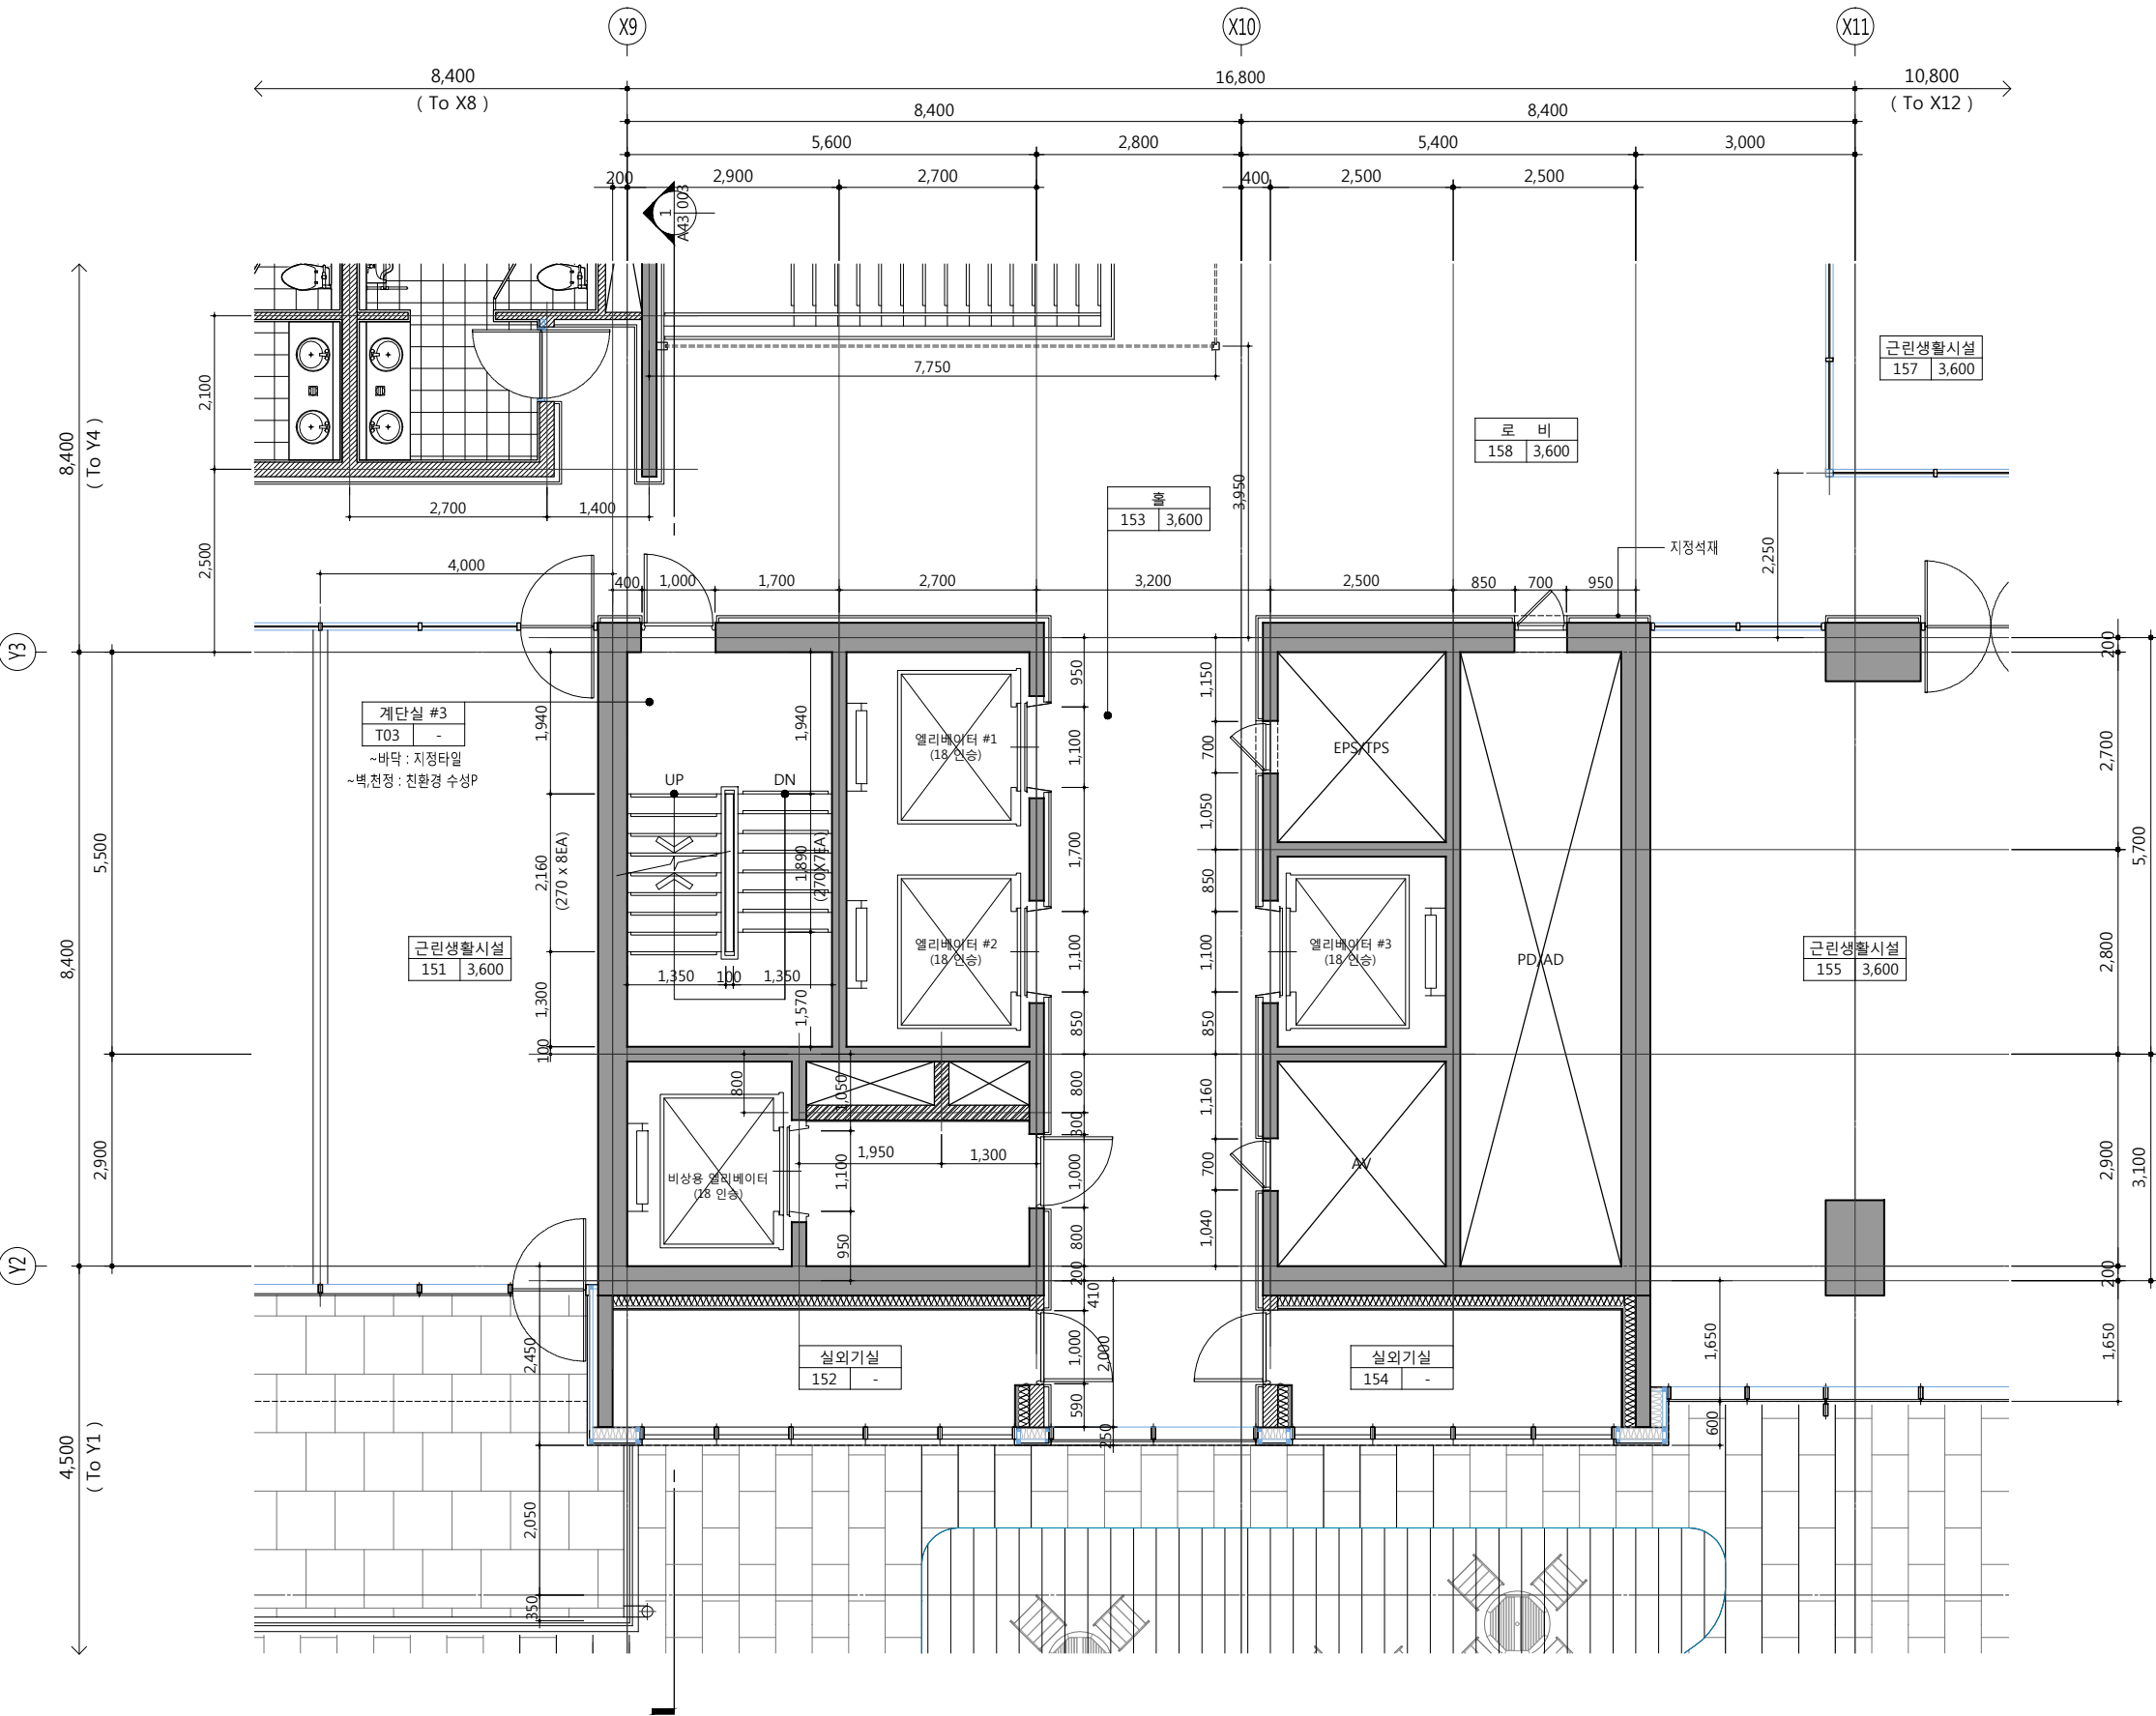 X9
X10
X11
8,400
( To X8 )
16,800
10,800
( To X12 )
8,400
8,400
5,600
2,800
5,400
3,000
200
2,900
2,700
400
2,500
2,500
1
A43 003
근린생활시설
157
3,600
7,750
2,100
8,400
( To Y4 )
로 비
158
3,600
3,950
홀
153
3,600
2,700
1,400
2,500
지정석재
2,250
4,000
400
1,000
1,700
2,700
3,200
2,500
850
700
950
Y3
200
계단실 #3
T03
-
~바닥 : 지정타일
~벽,천정 : 친환경 수성P
1,940
1,940
950
1,150
엘리베이터 #1
(18 인승)
1,100
700
EPS/TPS
2,700
UP
DN
1,050
5,500
2,160
(270 x 8EA)
1,890
(270X7EA)
1,700
850
5,700
근린생활시설
151
3,600
8,400
엘리베이터 #2
(18 인승)
1,100
1,100
엘리베이터 #3
(18 인승)
PD/AD
근린생활시설
155
3,600
2,800
1,350
100
1,350
1,300
1,570
850
850
100
800
1,050
800
1,160
300
2,900
1,950
1,300
1,100
1,000
700
AV
2,900
3,100
비상용 엘리베이터
(18 인승)
950
800
1,040
Y2
200
200
410
2,450
실외기실
152
-
1,000
2,000
실외기실
154
-
1,650
1,650
590
250
600
4,500
( To Y1 )
2,050
350